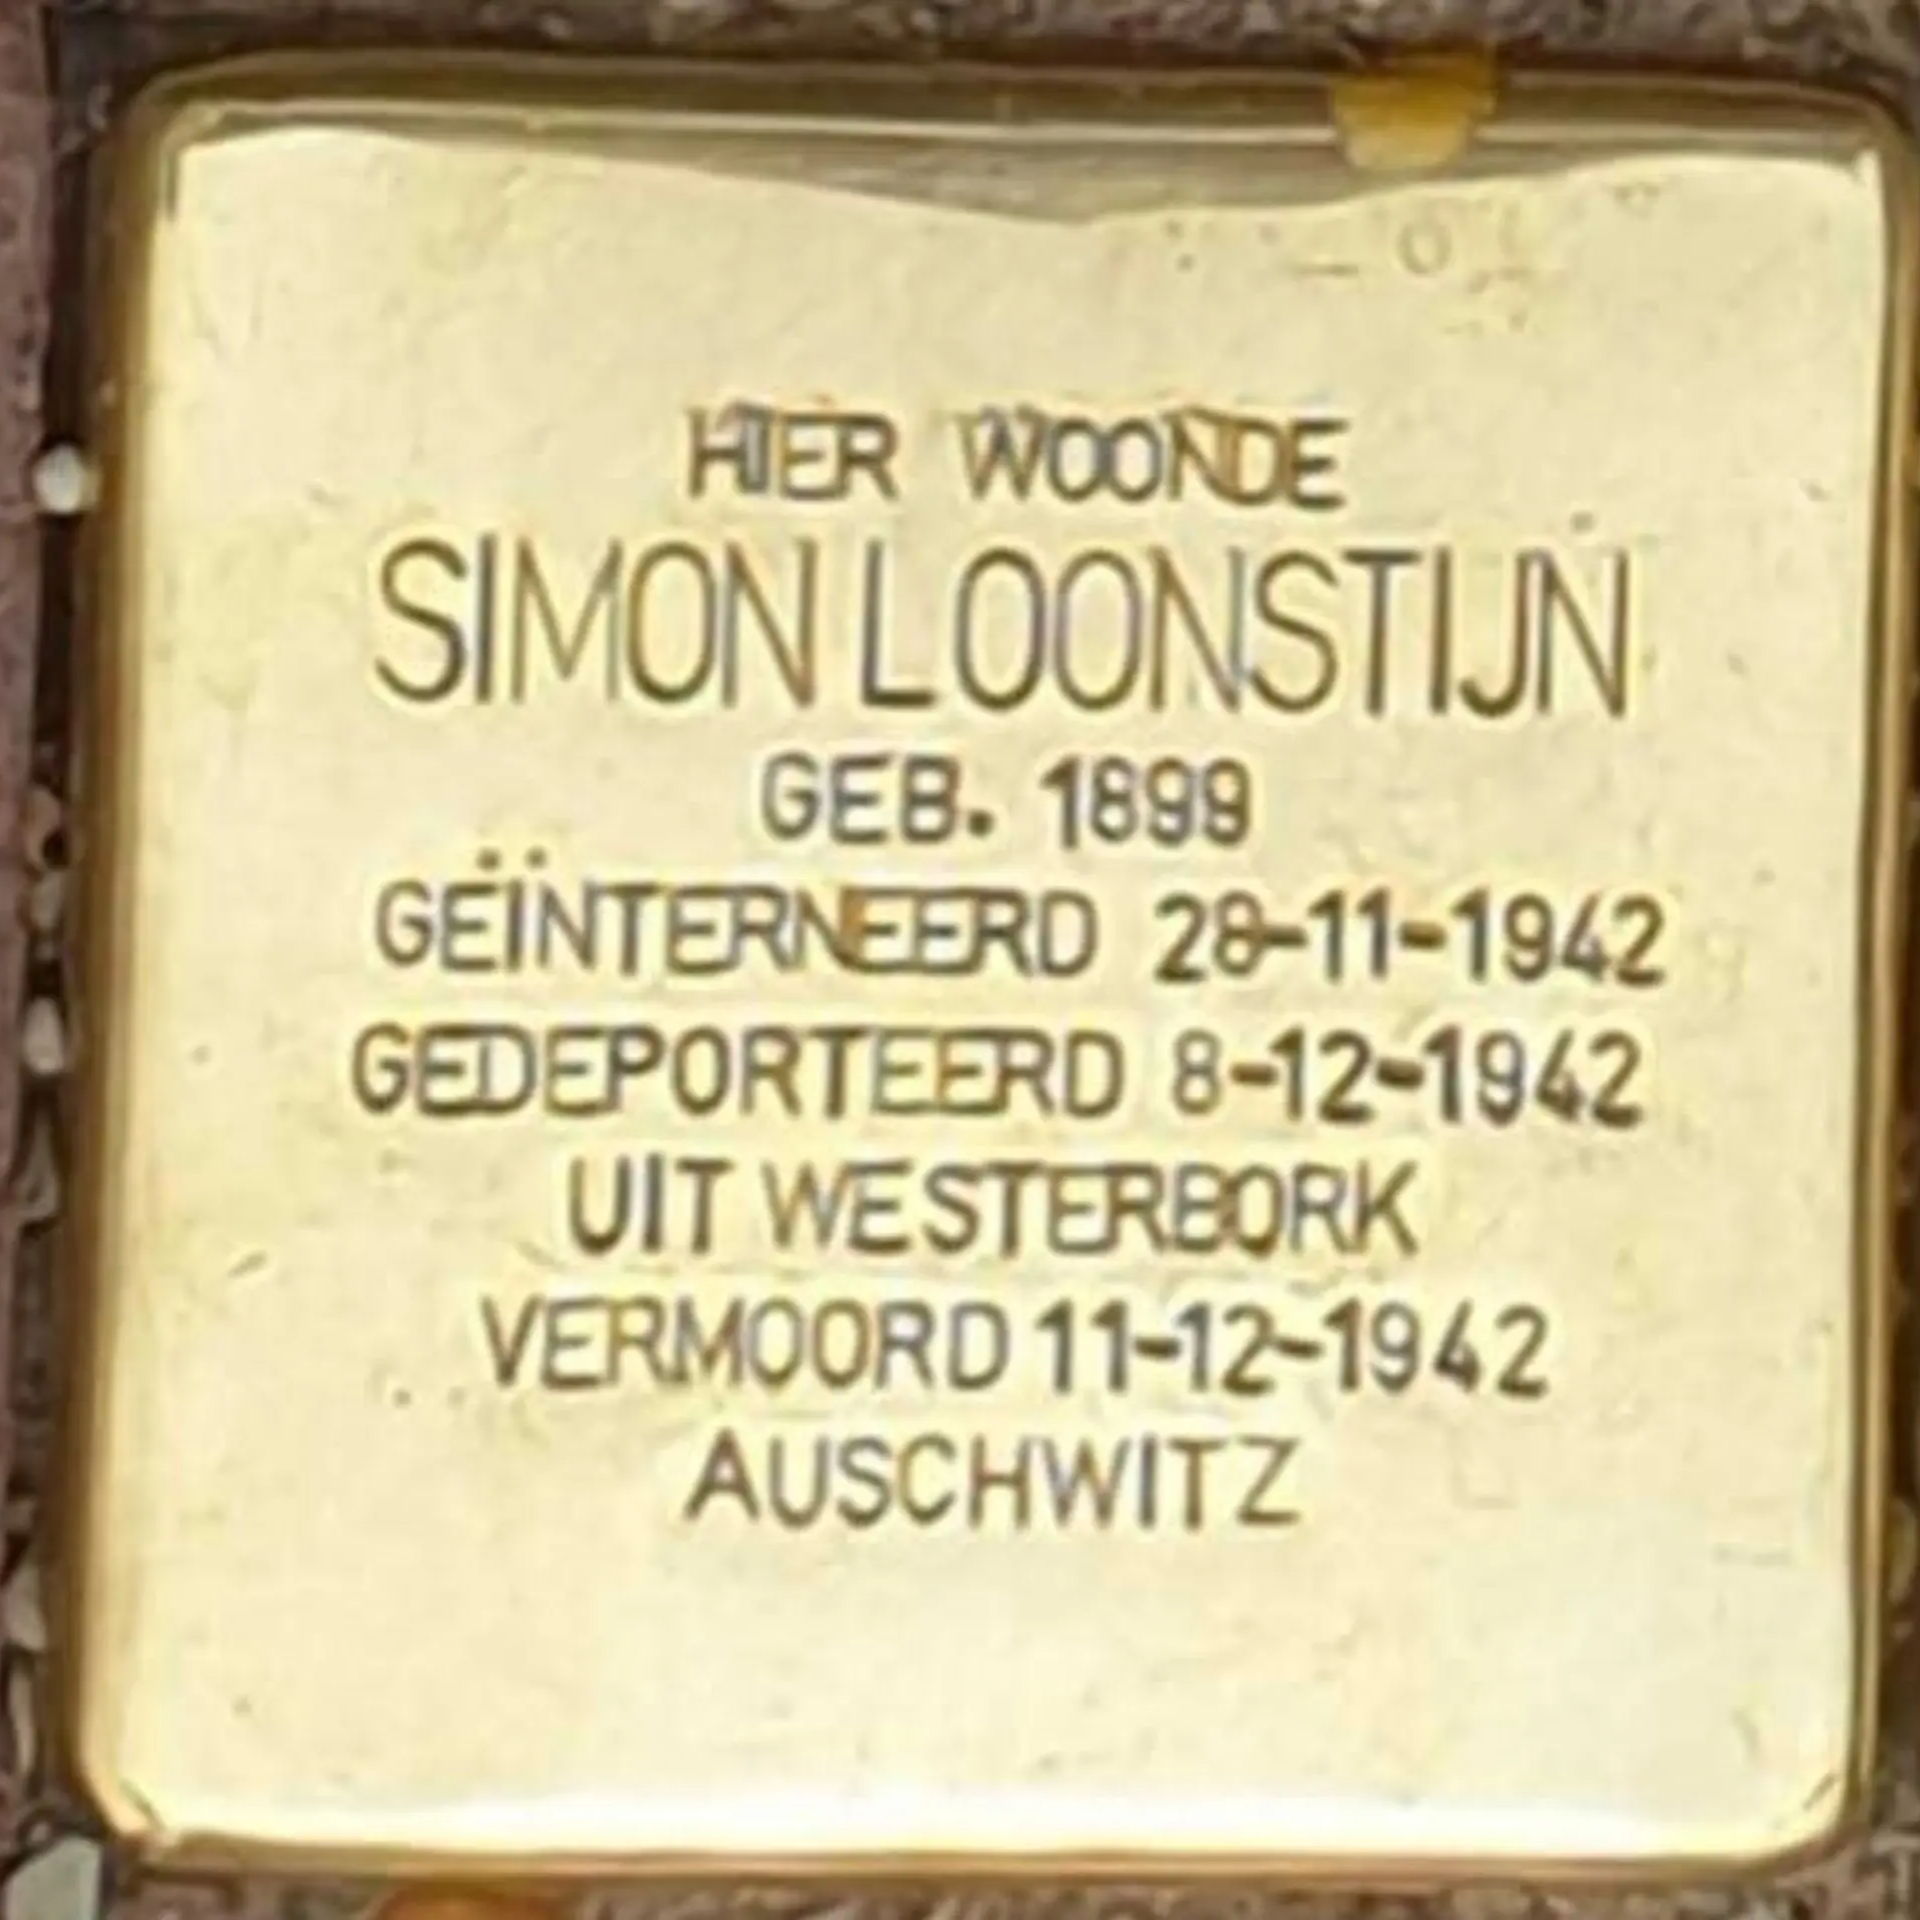 HIER WOONDE
SIMON LOONSTIJN
GEB. 1899
GEÏNTERNEERD 28-11-1942
GEDEPORTEERD 8-12-1942
UIT WESTERBORK
VERMOORD 11-12-1942
AUSCHWITZ